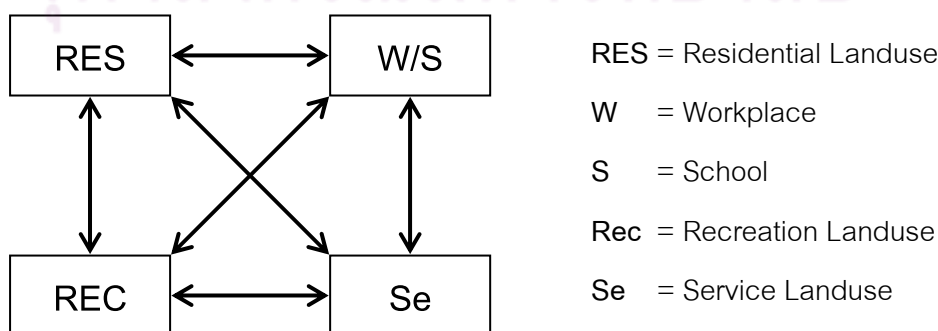 RES
W/S
REC
Se
RES = Residential Landuse
W = Workplace
S = School
Rec = Recreation Landuse
Se = Service Landuse